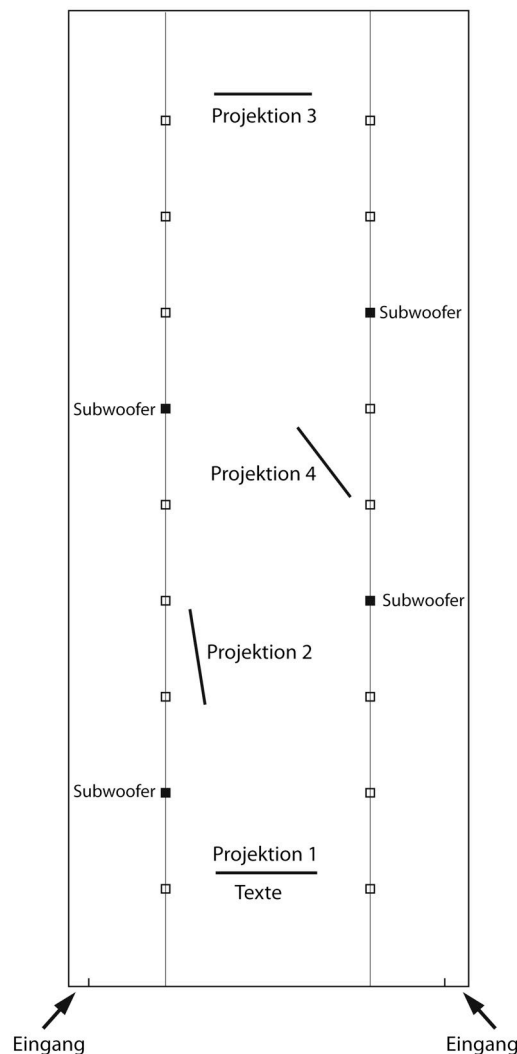 Projektion 3
Subwoofer
Subwoofer
Projektion 4
Subwoofer
Projektion 2
Subwoofer
Projektion 1
Texte
Eingang
Eingang